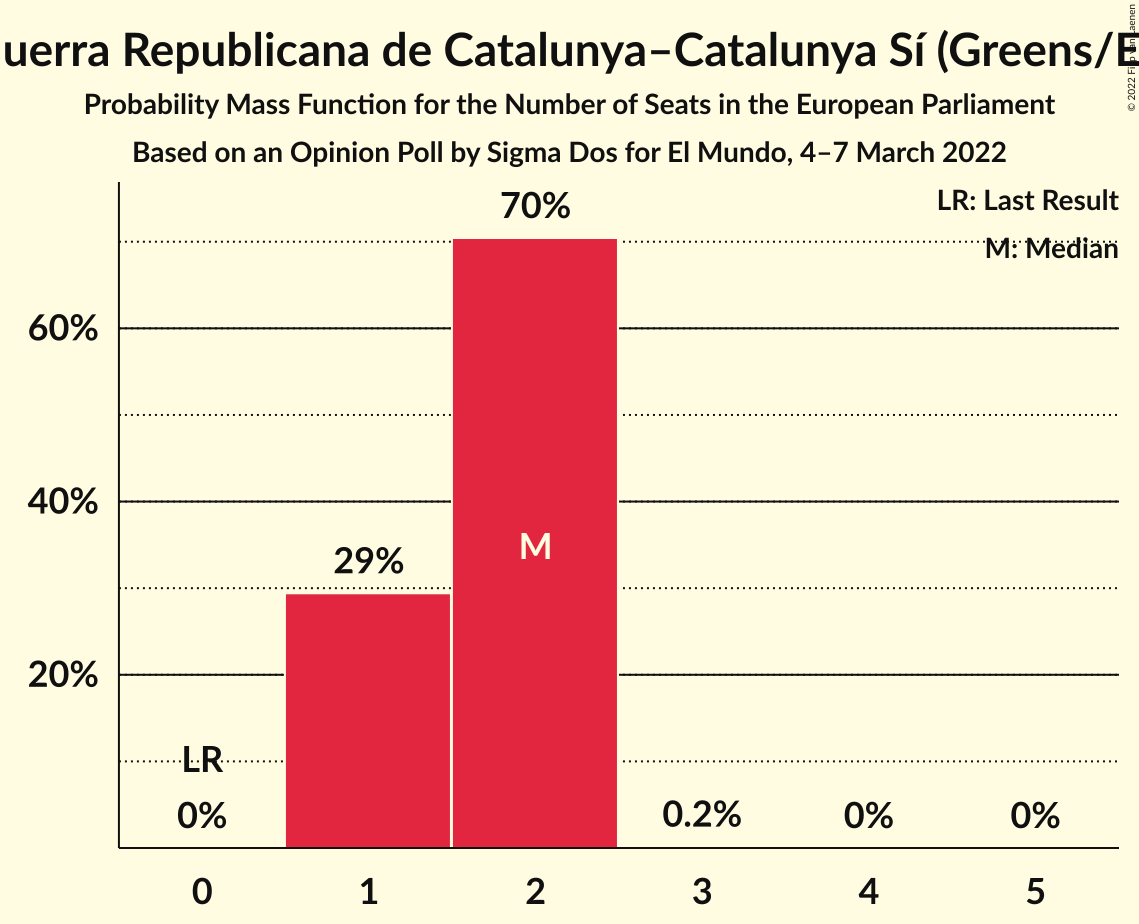 uerra Republicana de Catalunya–Catalunya Sí (Greens/E
Probability Mass Function for the Number of Seats in the European Parliament
Based on an Opinion Poll by Sigma Dos for El Mundo, 4–7 March 2022
LR: Last Result
M: Median
70%
60%
40%
M
29%
20%
LR
0%
0.2%
0%
0%
0 1 2 3 4 5
© 2022